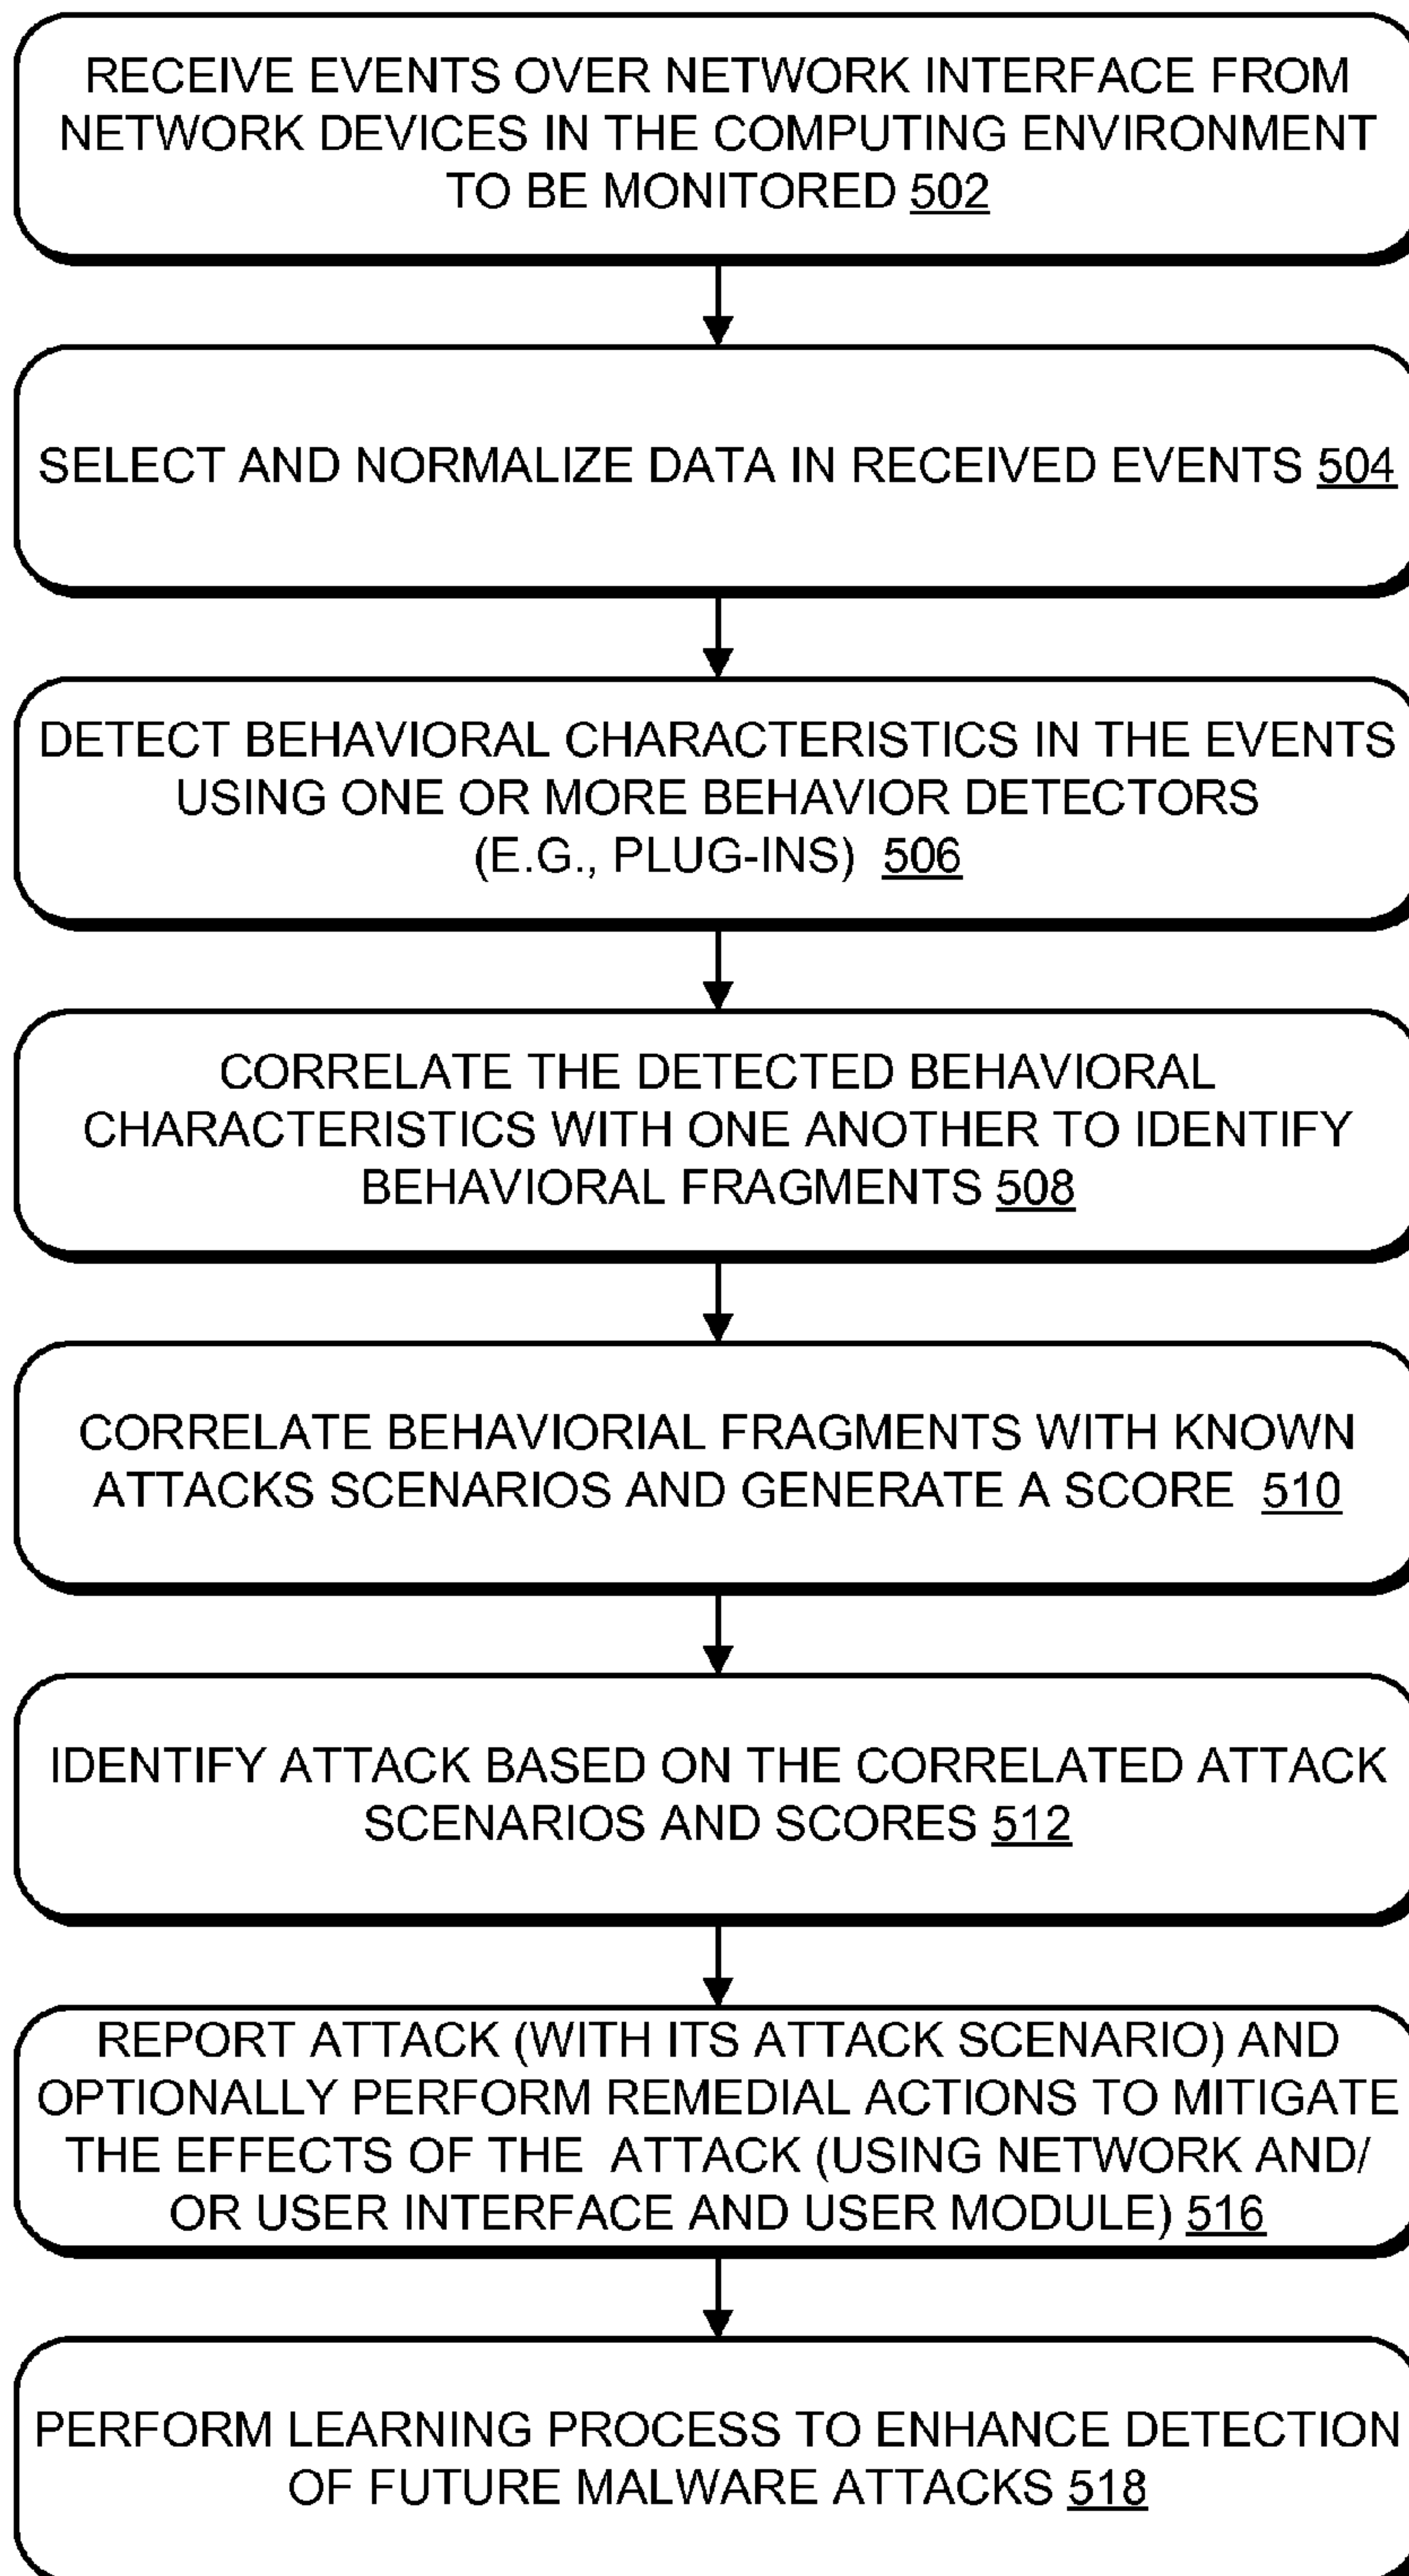 RECEIVE EVENTS OVER NETWORK INTERFACE FROM
NETWORK DEVICES IN THE COMPUTING ENVIRONMENT
TO BE MONITORED 502
SELECT AND NORMALIZE DATA IN RECEIVED EVENTS 504
DETECT BEHAVIORAL CHARACTERISTICS IN THE EVENTS
USING ONE OR MORE BEHAVIOR DETECTORS
(E.G., PLUG-INS) 506
CORRELATE THE DETECTED BEHAVIORAL
CHARACTERISTICS WITH ONE ANOTHER TO IDENTIFY
BEHAVIORAL FRAGMENTS 508
CORRELATE BEHAVIORIAL FRAGMENTS WITH KNOWN
ATTACKS SCENARIOS AND GENERATE A SCORE 510
IDENTIFY ATTACK BASED ON THE CORRELATED ATTACK
SCENARIOS AND SCORES 512
REPORT ATTACK (WITH ITS ATTACK SCENARIO) AND
OPTIONALLY PERFORM REMEDIAL ACTIONS TO MITIGATE
THE EFFECTS OF THE ATTACK (USING NETWORK AND/
OR USER INTERFACE AND USER MODULE) 516
PERFORM LEARNING PROCESS TO ENHANCE DETECTION
OF FUTURE MALWARE ATTACKS 518